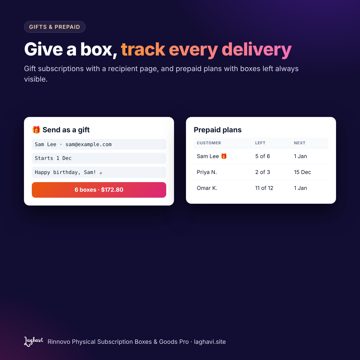 GIFTS & PREPAID
Give a box, track every delivery
Gift subscriptions with a recipient page, and prepaid plans with boxes left always
visible.
🎁 Send as a gift
Sam Lee · sam@example.com
Starts 1 Dec
Happy birthday, Sam!
6 boxes · $172.80
Prepaid plans
CUSTOMER LEFT NEXT
Sam Lee 🎁 5 of 6 1 Jan
Priya N. 2 of 3 15 Dec
Omar K. 11 of 12 1 Jan
Laghavi Rinnovo Physical Subscription Boxes & Goods Pro · laghavi.site